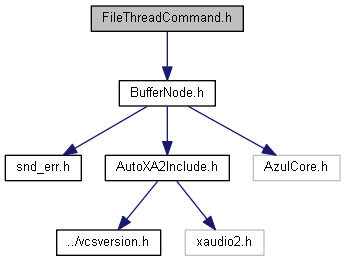 FileThreadCommand.h
BufferNode.h
snd_err.h
AutoXA2Include.h
AzulCore.h
../vcsversion.h
xaudio2.h